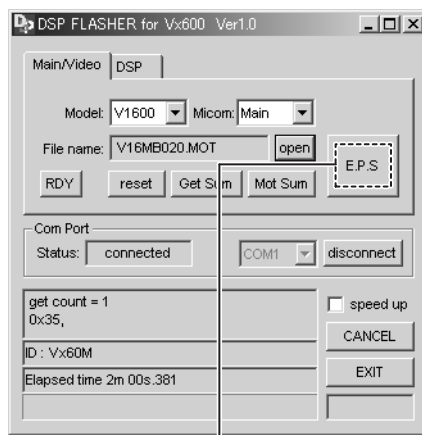 DSP FLASHER for Vx600 Ver1.0
Main/Video DSP
Model: V1600 Micom: Main
File name: V16MB020.MOT open
E.P.S
RDY reset Get Sum Mot Sum
Com Port
Status: connected COM1 disconnect
get count = 1
0x35,
speed up
CANCEL
ID : Vx60M
Elapsed time 2m 00s.381
EXIT